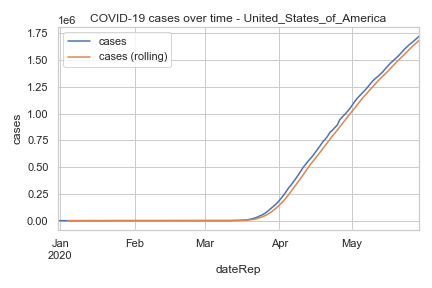 COVID-19 cases over time - United_States_of_America
1e6
cases
cases (rolling)
1.75
1.50
1.25
1.00
0.75
0.50
0.25
0.00
cases
Jan
2020
Feb
Mar
Apr
May
dateRep